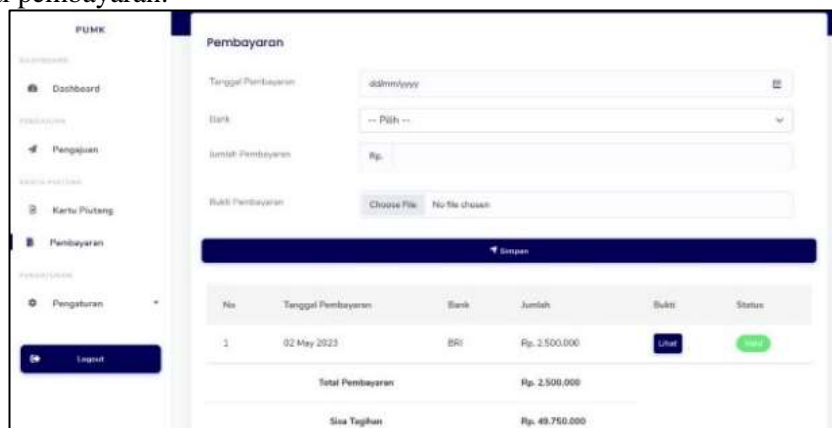 pembayaran.
PUMK
Dashboard
Pengajuan
Kartu Piutang
Pembayaran
Pengaturan
Logout
Pembayaran
Tanggal Pembayaran dd/mm/yyyy
Bank -- Pilih --
Jumlah Pembayaran Rp.
Bukti Pembayaran Choose File No file chosen
Simpan
No Tanggal Pembayaran Bank Jumlah Bukti Status
1 02 May 2023 BRI Rp. 2.500.000 Lihat Valid
Total Pembayaran Rp. 2.500.000
Sisa Tagihan Rp. 49.750.000